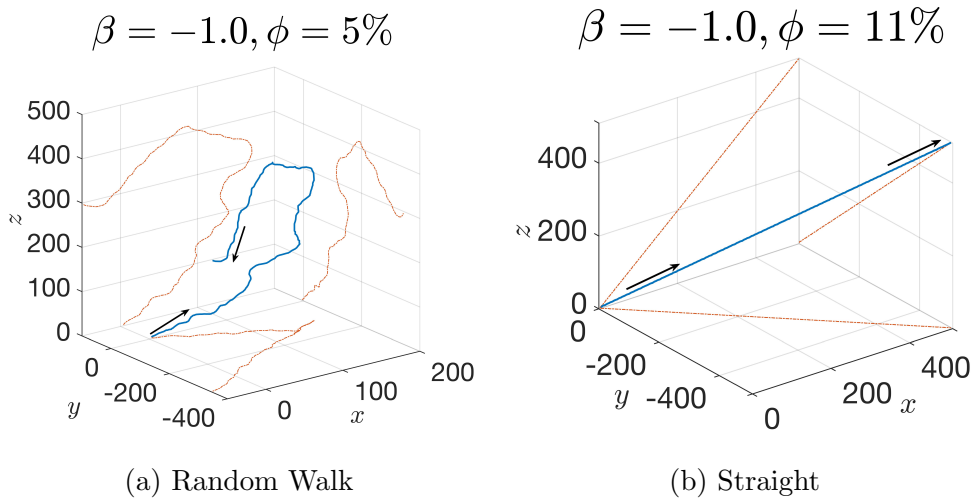 β = −1.0, ϕ = 5%
500
400
300
200
100
0
z
0
-200
-400
y
0
100
200
x
(a) Random Walk
β = −1.0, ϕ = 11%
400
200
0
z
0
-200
-400
y
0
200
400
x
(b) Straight